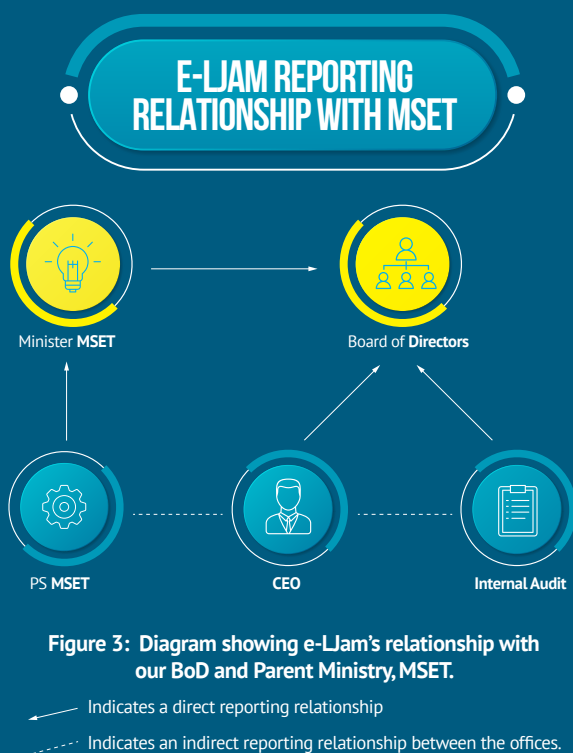 E-LJAM REPORTING
RELATIONSHIP WITH MSET
Minister MSET
Board of Directors
PS MSET
CEO
Internal Audit
Figure 3: Diagram showing e-LJam's relationship with
our BoD and Parent Ministry, MSET.
Indicates a direct reporting relationship
Indicates an indirect reporting relationship between the offices.